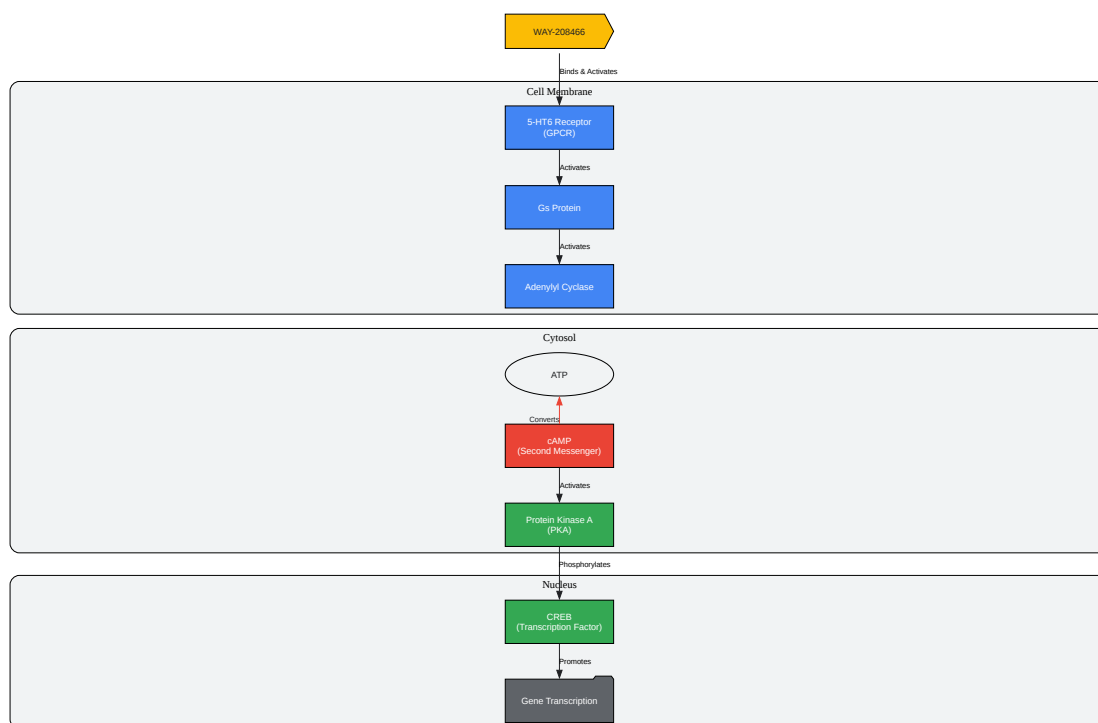 WAY-208466
Binds & Activates
Cell Membrane
5-HT6 Receptor
(GPCR)
Activates
Gs Protein
Activates
Adenylyl Cyclase
Cytosol
ATP
Converts
cAMP
(Second Messenger)
Activates
Protein Kinase A
(PKA)
Phosphorylates
Nucleus
CREB
(Transcription Factor)
Promotes
Gene Transcription